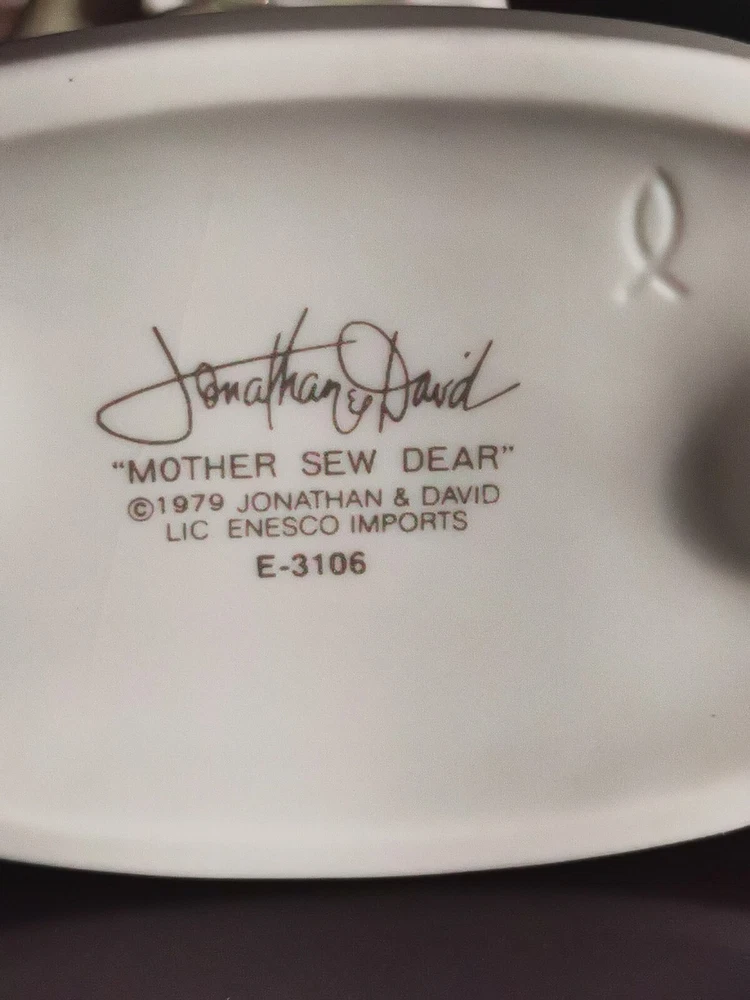 Jonathan & David
“MOTHER SEW DEAR”
©1979 JONATHAN & DAVID
LIC ENESCO IMPORTS
E-3106